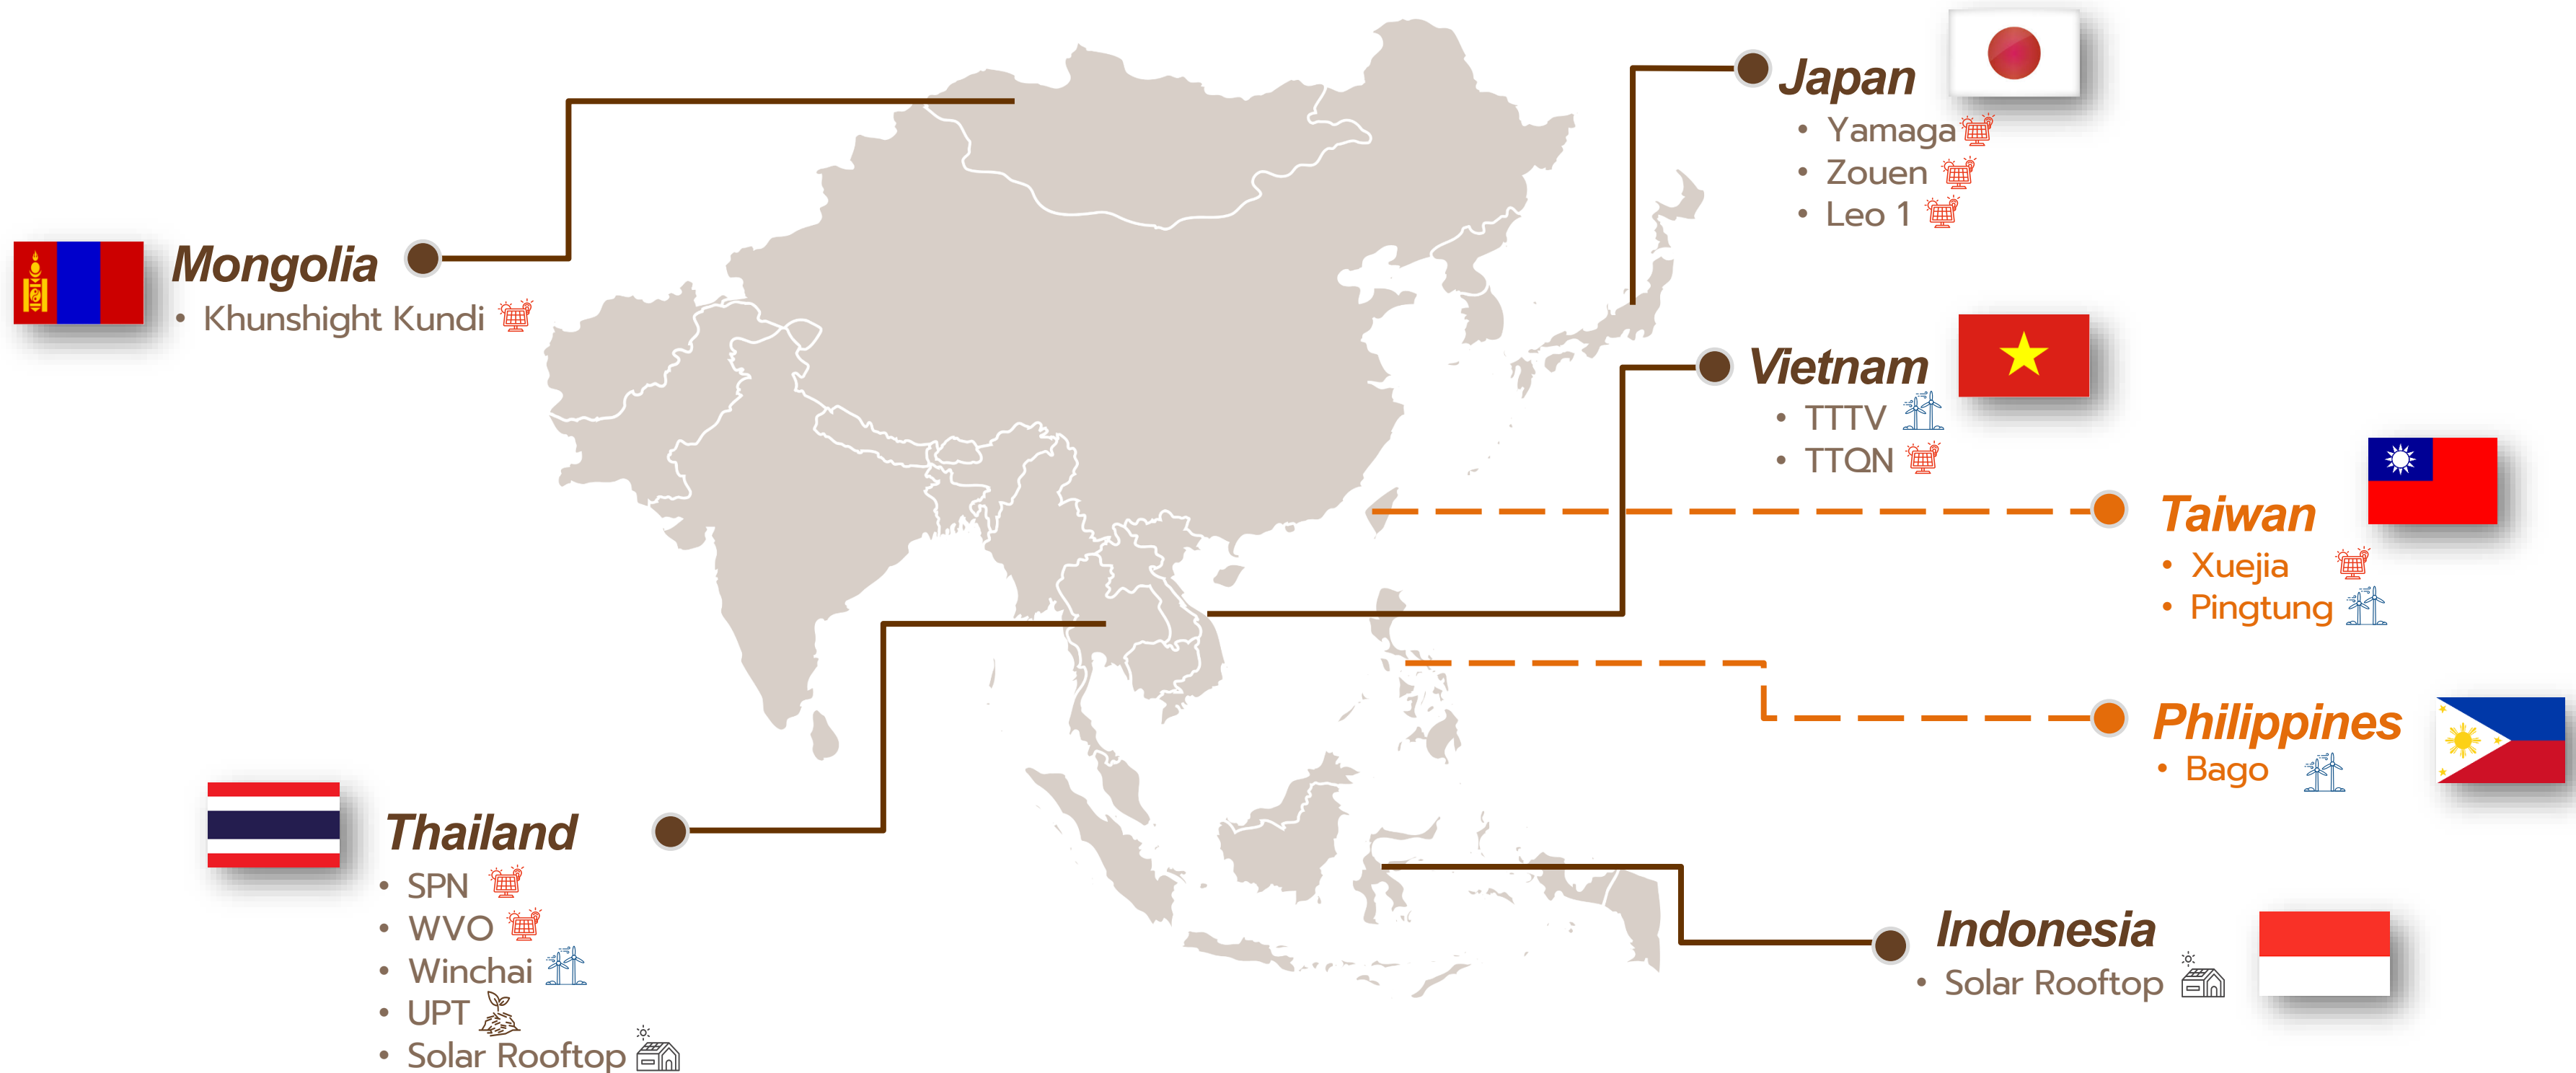 Japan
• Yamaga
• Zouen
• Leo 1
Mongolia
• Khunshight Kundi
Vietnam
• TTTV
• TTQN
Taiwan
• Xuejia
• Pingtung
Philippines
• Bago
Thailand
• SPN
• WVO
• Winchai
• UPT
• Solar Rooftop
Indonesia
• Solar Rooftop